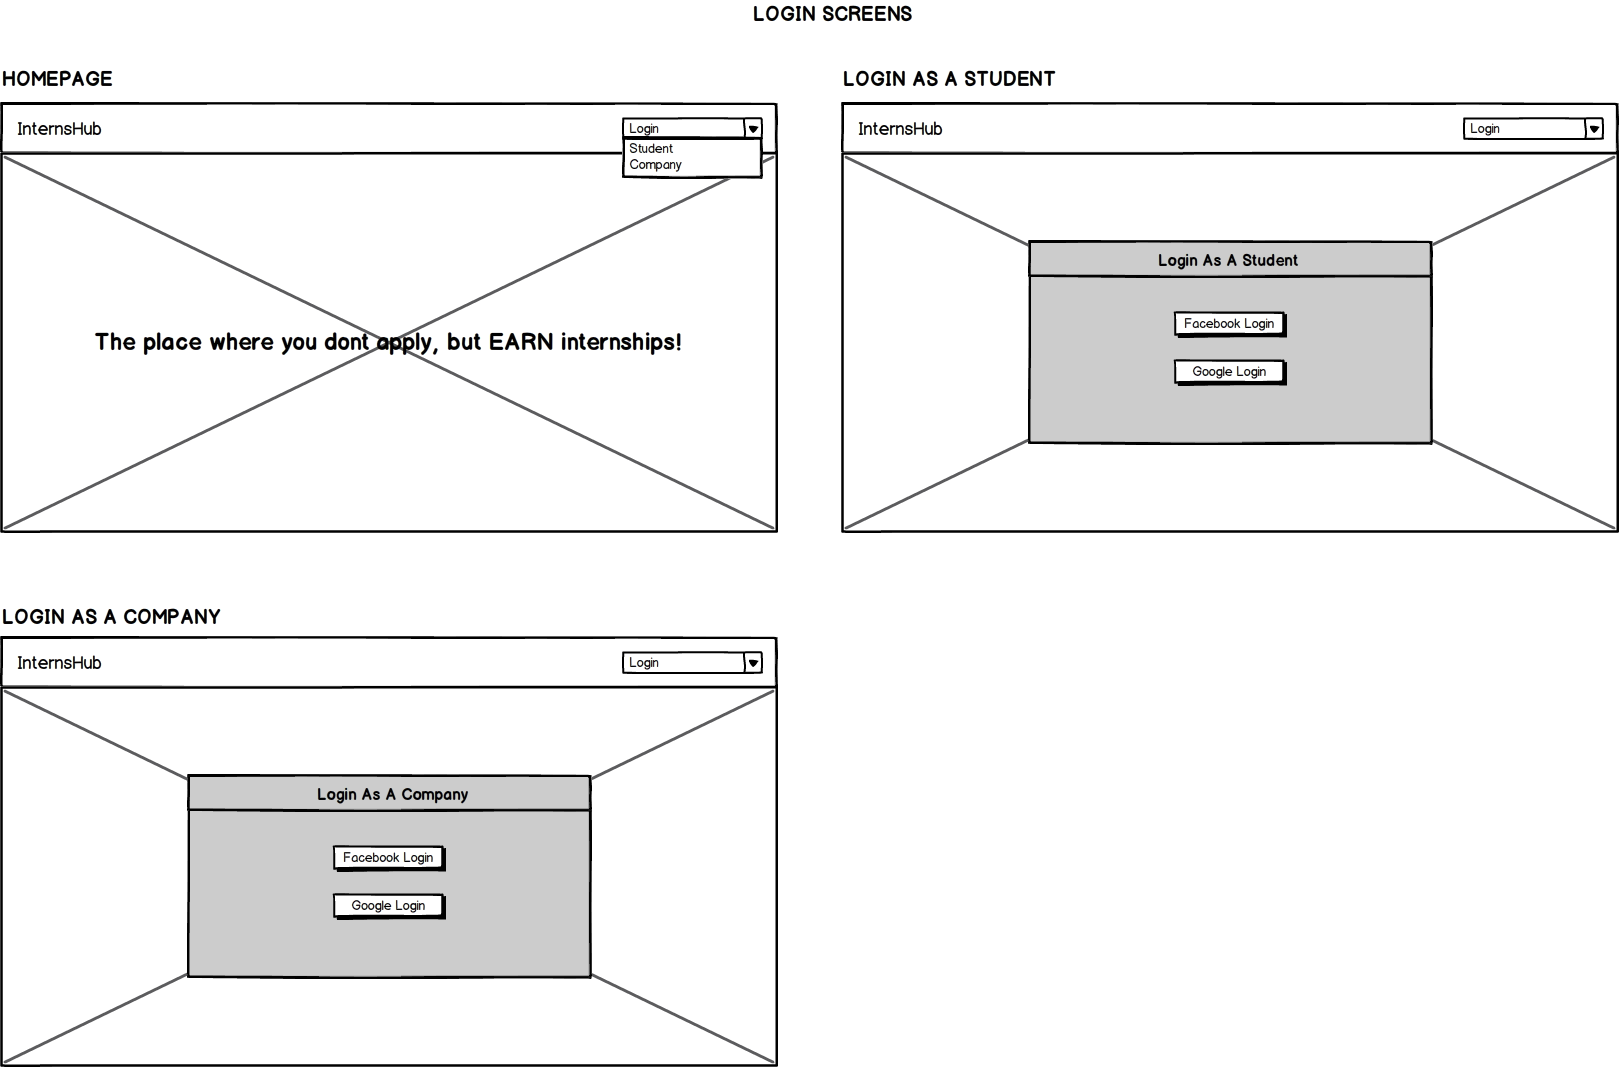 LOGIN SCREENS
HOMEPAGE
InternsHub
Login
Student
Company
The place where you dont apply, but EARN internships!
LOGIN AS A STUDENT
InternsHub
Login
Login As A Student
Facebook Login
Google Login
LOGIN AS A COMPANY
InternsHub
Login
Login As A Company
Facebook Login
Google Login